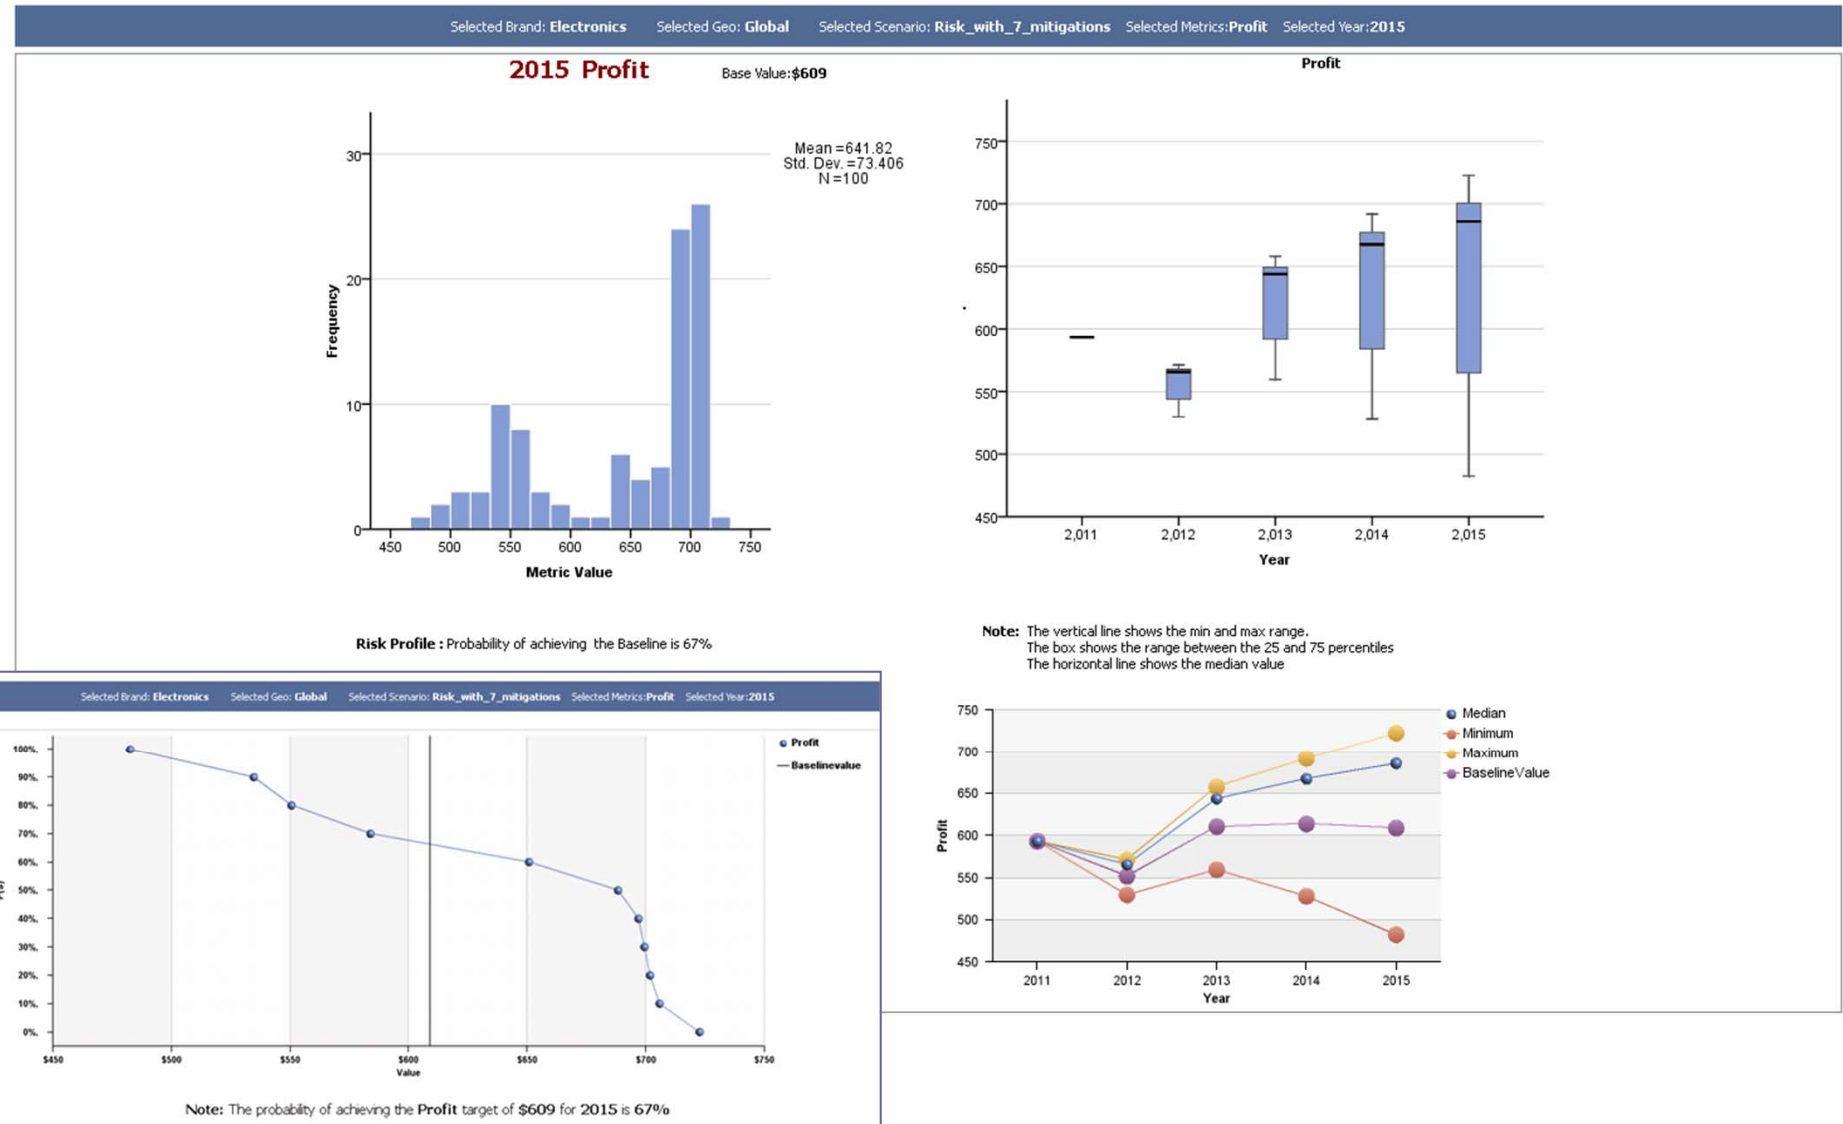 Selected Brand: Electronics Selected Geo: Global Selected Scenario: Risk_with_7_mitigations Selected Metrics:Profit Selected Year:2015
2015 Profit Base Value:$609
Mean =641.82
Std. Dev. =73.406
N =100
30
20
10
0
Frequency
450 500 550 600 650 700 750
Metric Value
Risk Profile : Probability of achieving the Baseline is 67%
Profit
750
700
650
600
550
500
450
2,011 2,012 2,013 2,014 2,015
Year
Note: The vertical line shows the min and max range.
The box shows the range between the 25 and 75 percentiles
The horizontal line shows the median value
Selected Brand: Electronics Selected Geo: Global Selected Scenario: Risk_with_7_mitigations Selected Metrics:Profit Selected Year:2015
100%
90%
80%
70%
60%
50%
40%
30%
20%
10%
0%
$450 $500 $550 $600 $650 $700 $750
Value
Profit
Baselinevalue
Note: The probability of achieving the Profit target of $609 for 2015 is 67%
750
700
650
600
550
500
450
Profit
2011 2012 2013 2014 2015
Year
Median
Minimum
Maximum
BaselineValue